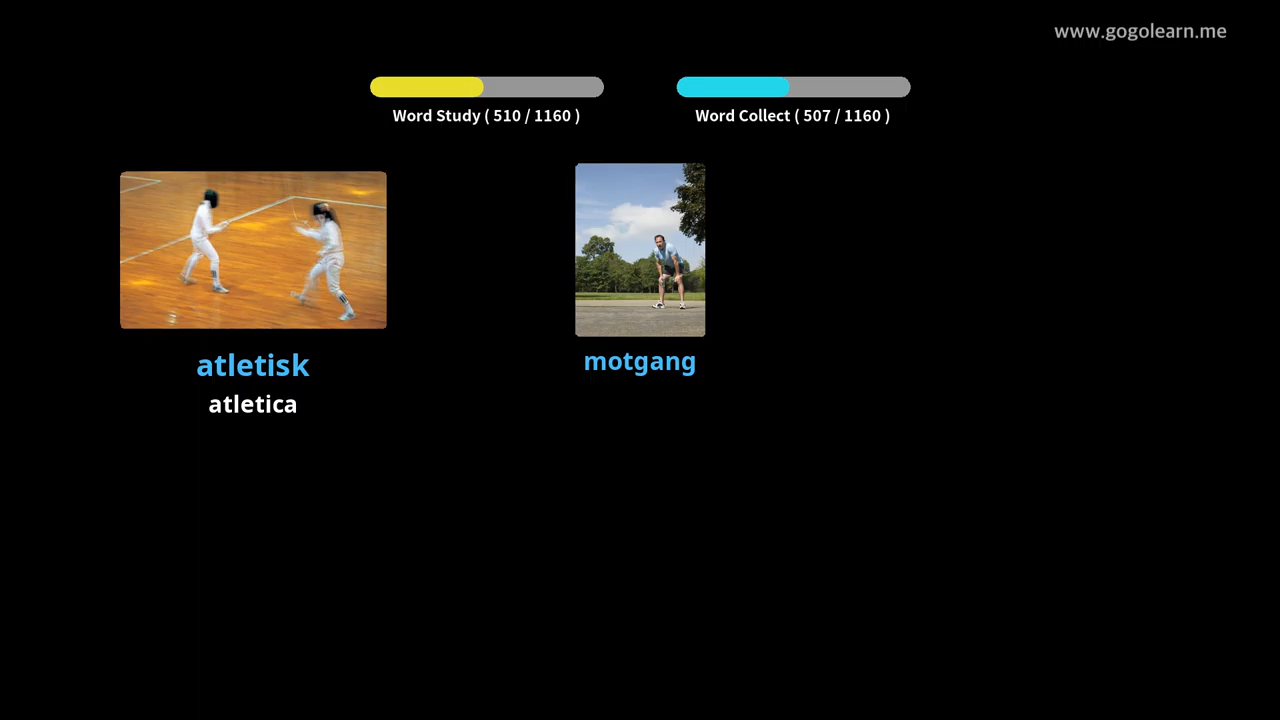 www.gogolearn.me
Word Study ( 510 / 1160 )
Word Collect ( 507 / 1160 )
atletisk
atletica
motgang